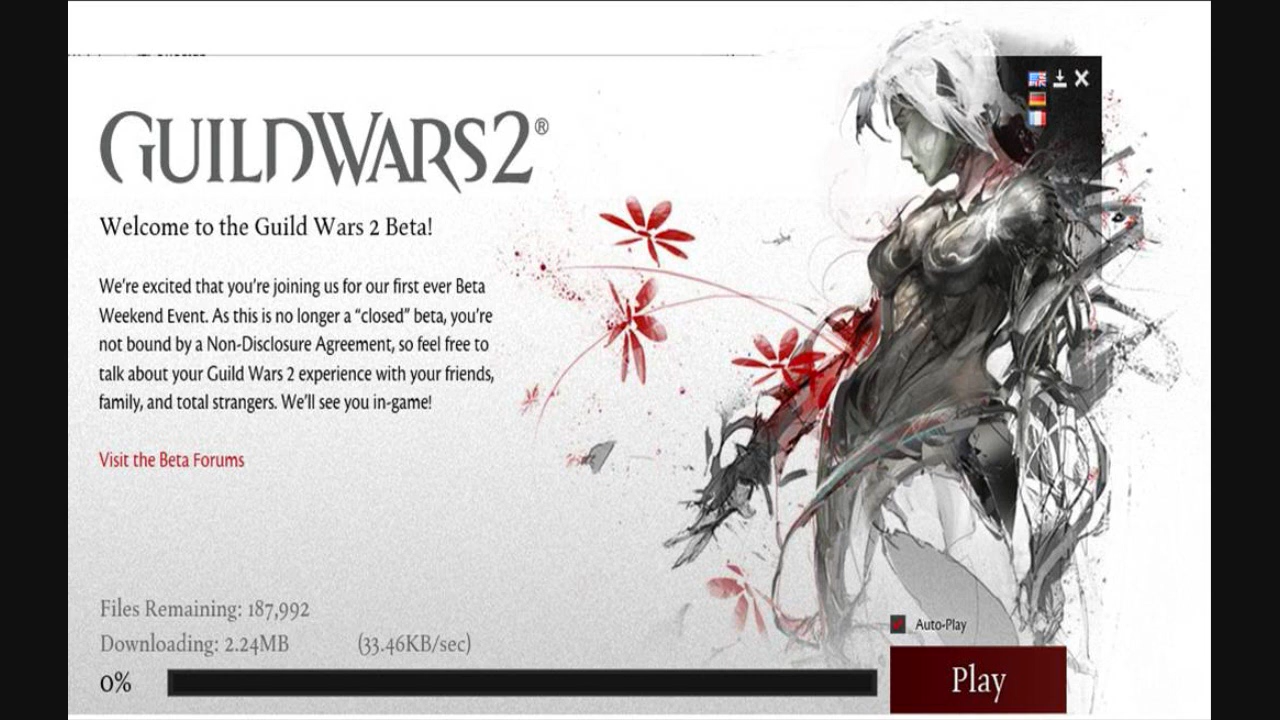 GUILDWARS2®
Welcome to the Guild Wars 2 Beta!
We're excited that you're joining us for our first ever Beta
Weekend Event. As this is no longer a “closed” beta, you're
not bound by a Non-Disclosure Agreement, so feel free to
talk about your Guild Wars 2 experience with your friends,
family, and total strangers. We'll see you in-game!
Visit the Beta Forums
Files Remaining: 187,992
Downloading: 2.24MB (33.46KB/sec)
Auto-Play
0%
Play